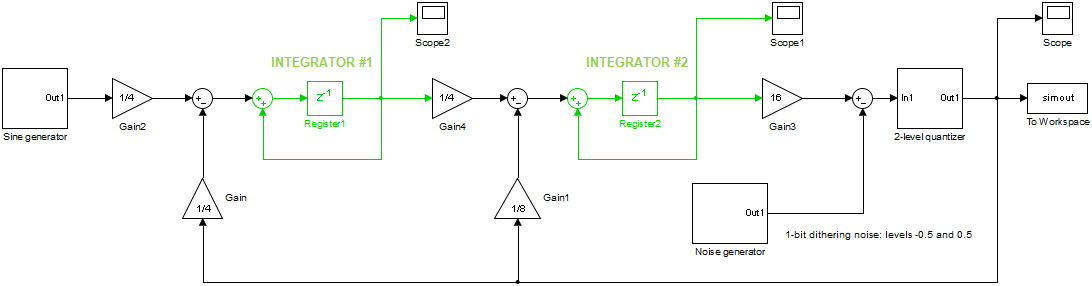 Scope2
Scope1
Scope
INTEGRATOR #1
INTEGRATOR #2
Out1
Sine generator
1/4
Gain2
+
−
+
+
z-1
Register1
1/4
Gain4
+
−
+
+
z-1
Register2
16
Gain3
+
−
In1
Out1
2-level quantizer
simout
To Workspace
1/4
Gain
1/8
Gain1
Out1
Noise generator
1-bit dithering noise: levels -0.5 and 0.5